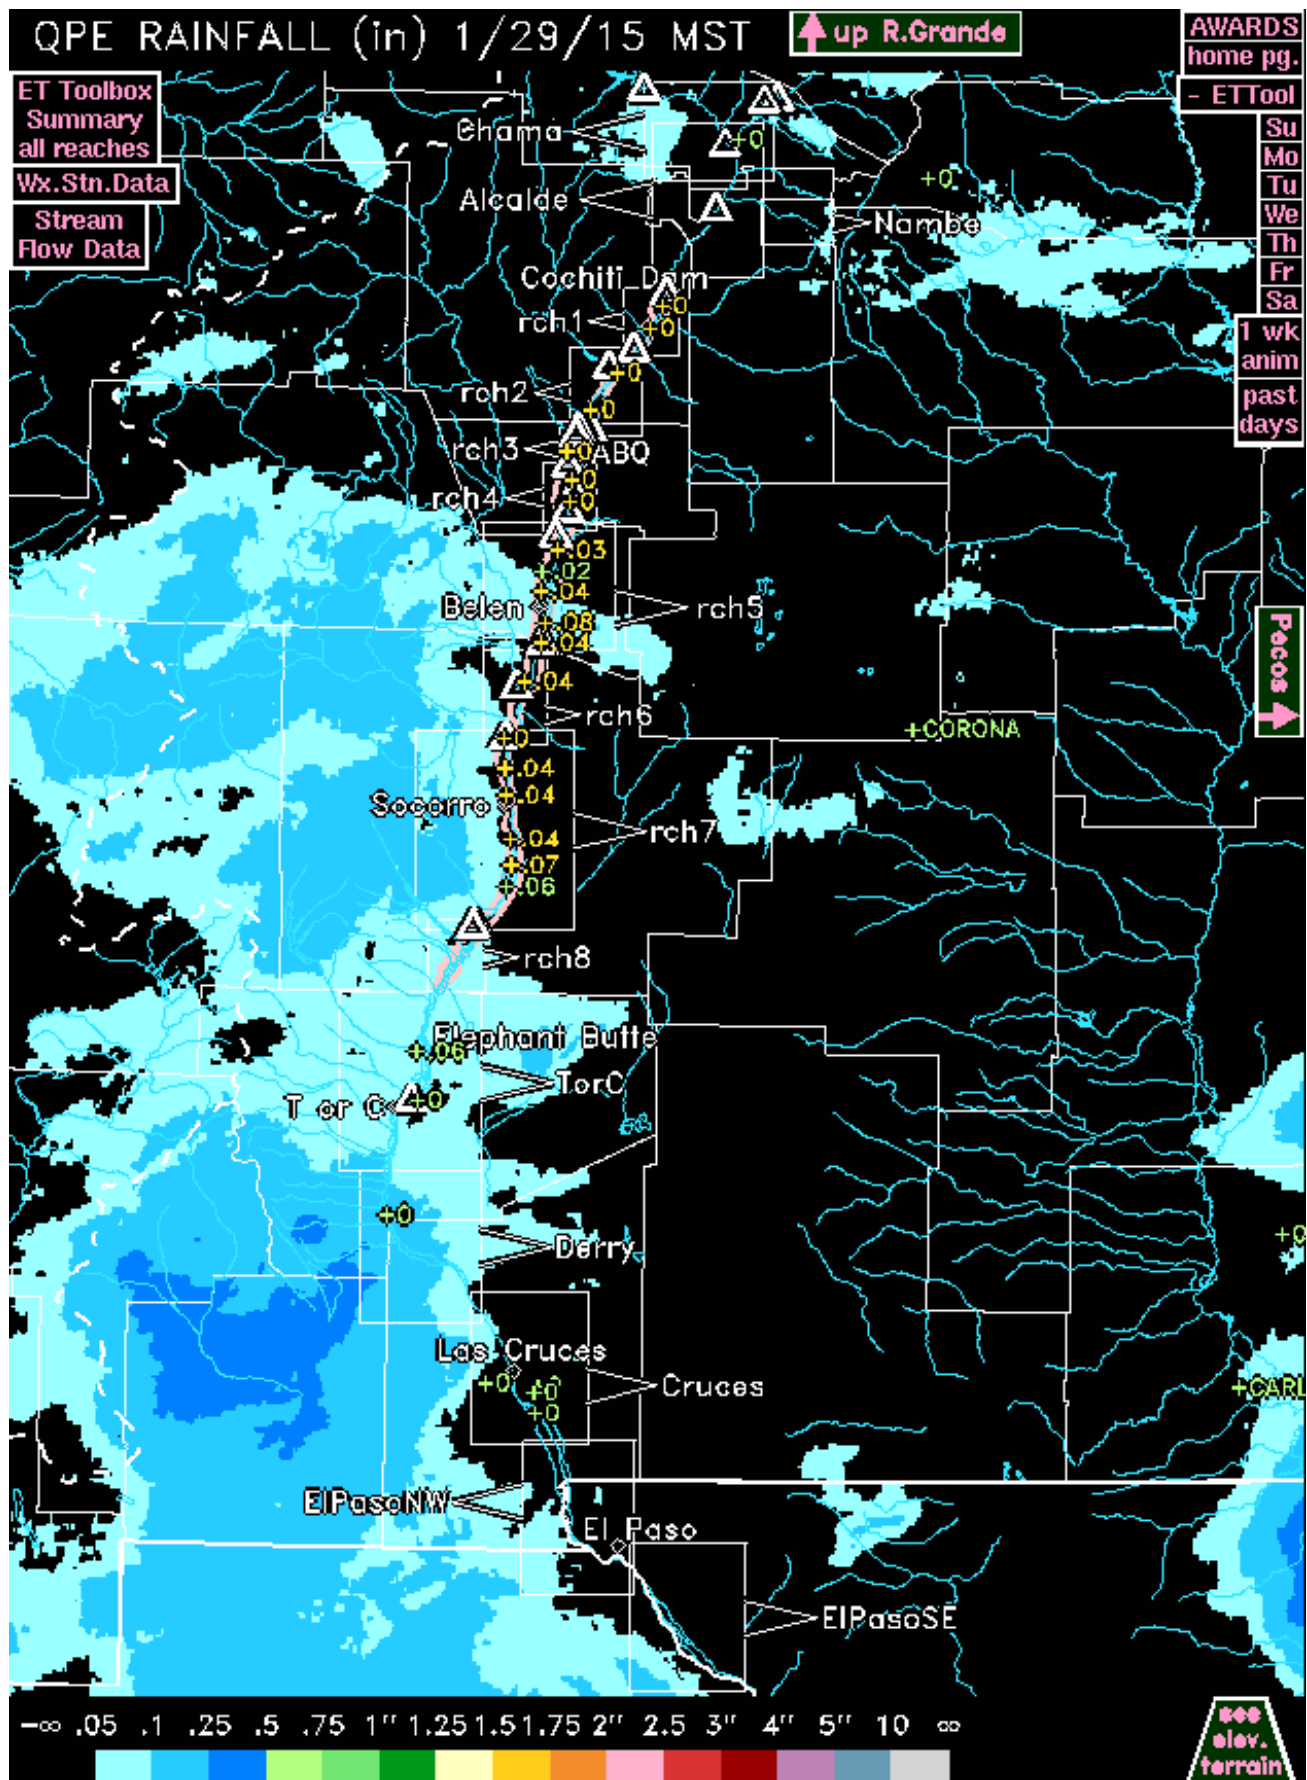 QPE RAINFALL (in) 1/29/15 MST
up R.Grande
AWARDS
home pg.
- ETTool
Su
Mo
Tu
We
Th
Fr
Sa
1 wk
anim
past
days
ET Toolbox
Summary
all reaches
Wx.Stn.Data
Stream
Flow Data
Chama
+0
Alcalde
+0
Nambe
Cochiti_Dam
+0
rch1
+0
+0
rch2
+0
rch3
+0
ABQ
+0
rch4
+0
+.03
+.02
+.04
Belen
rch5
+.08
+.04
+.04
rch6
+0
+CORONA
Pecos
+.04
Socorro
+.04
rch7
+.04
+.07
+.06
rch8
Elephant Butte
+.06
TorC
T or C
+0
+0
Derry
+0
Las Cruces
+0
+0
+0
Cruces
+CARL
ElPasoNW
El Paso
ElPasoSE
-∞ .05 .1 .25 .5 .75 1" 1.25 1.5 1.75 2" 2.5 3" 4" 5" 10 ∞
see
elev.
terrain